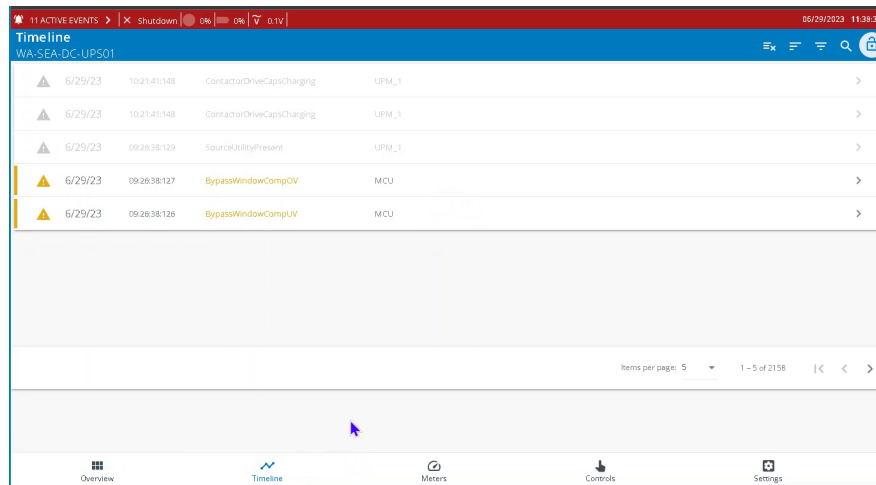 11 ACTIVE EVENTS Shutdown 0% 0% V 0.1V 06/29/2023
Timeline
WA-SEA-DC-UPS01
6/29/23 10:21:41:148 ContactorDriveCapsCharging UPM_1
6/29/23 10:21:41:148 ContactorDriveCapsCharging UPM_1
6/29/23 09:26:38:129 SourceUtilityPresent UPM_1
6/29/23 09:26:38:127 BypassWindowCompOV MCU
6/29/23 09:26:38:126 BypassWindowCompUV MCU
Items per page: 5 1 – 5 of 2158
Overview Timeline Meters Controls Settings